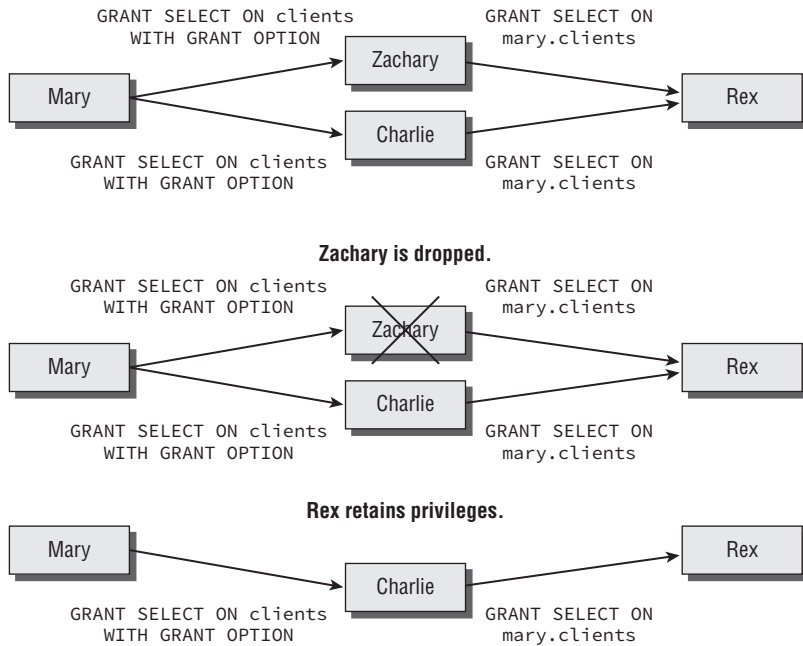 GRANT SELECT ON clients
WITH GRANT OPTION
GRANT SELECT ON
mary.clients
Zachary
Mary
Rex
Charlie
GRANT SELECT ON clients
WITH GRANT OPTION
GRANT SELECT ON
mary.clients
Zachary is dropped.
GRANT SELECT ON clients
WITH GRANT OPTION
GRANT SELECT ON
mary.clients
Zachary
Mary
Rex
Charlie
GRANT SELECT ON clients
WITH GRANT OPTION
GRANT SELECT ON
mary.clients
Rex retains privileges.
Mary
Rex
Charlie
GRANT SELECT ON clients
WITH GRANT OPTION
GRANT SELECT ON
mary.clients